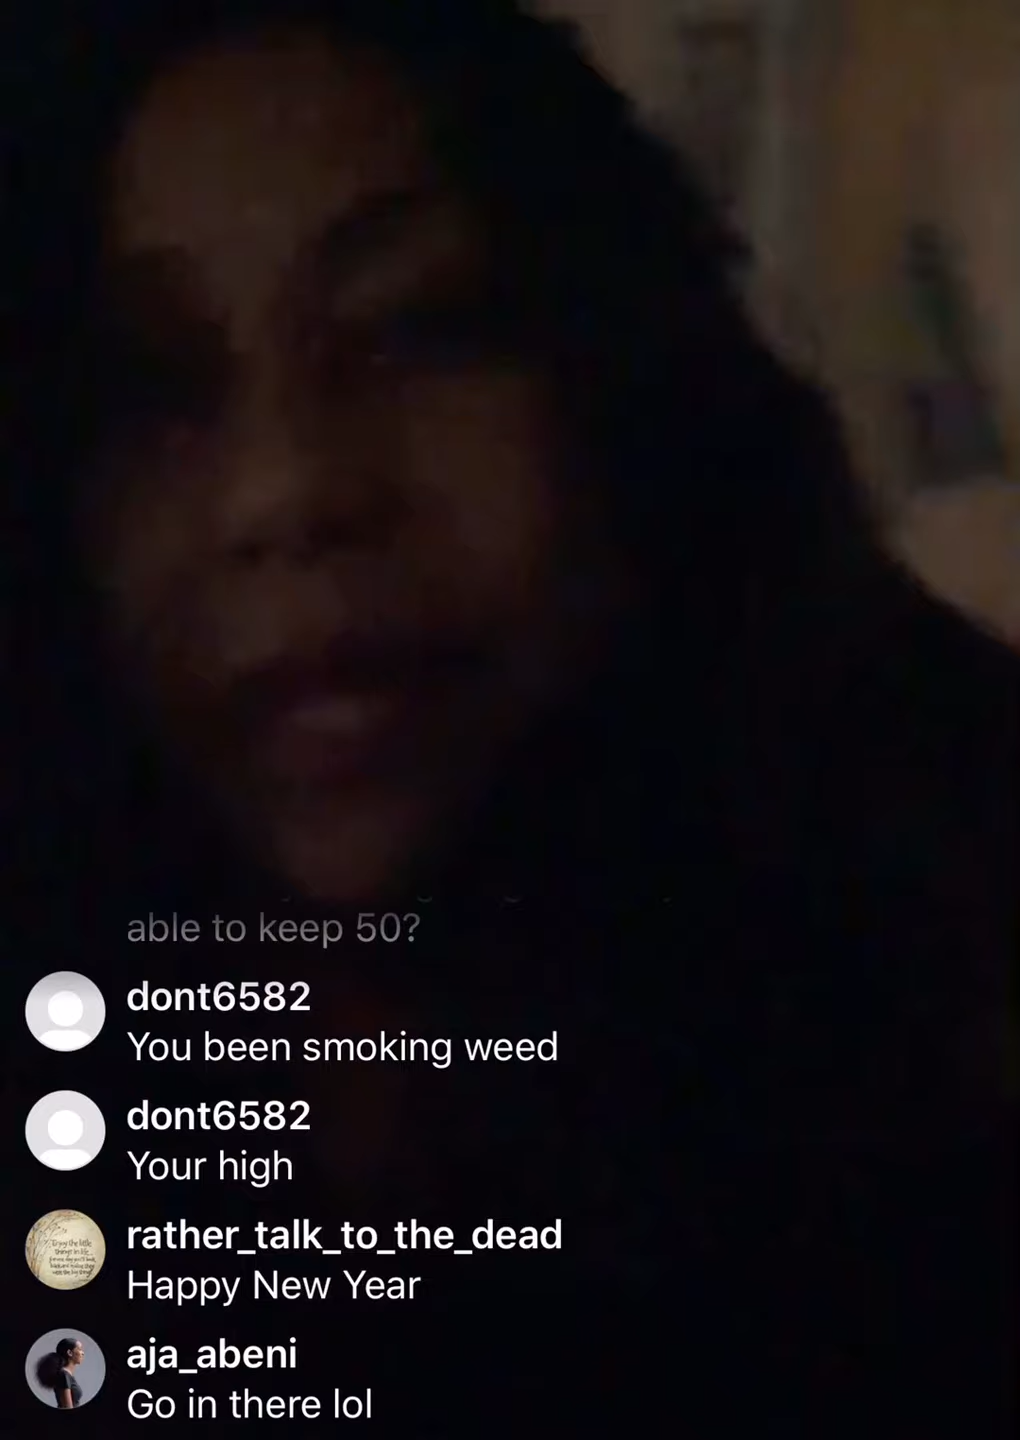 able to keep 50?
dont6582
You been smoking weed
dont6582
Your high
rather_talk_to_the_dead
Happy New Year
aja_abeni
Go in there lol